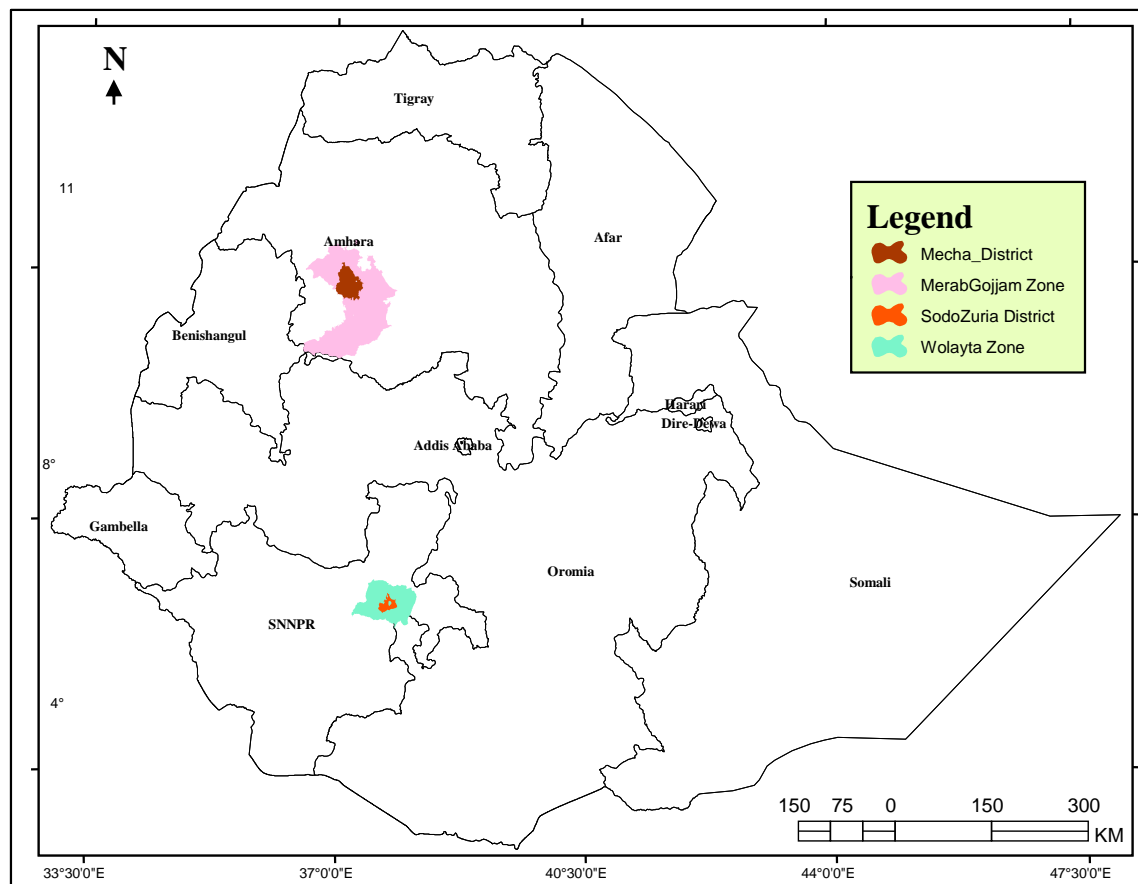 N
Tigray
11
Amhara
Afar
Legend
Mecha_District
MerabGojjam Zone
SodoZuria District
Wolayta Zone
Benishangul
Harari
Dire-Dewa
Addis Ababa
8°
Gambella
Oromia
Somali
SNNPR
4°
150 75 0 150 300
KM
33°30'0"E 37°0'0"E 40°30'0"E 44°0'0"E 47°30'0"E